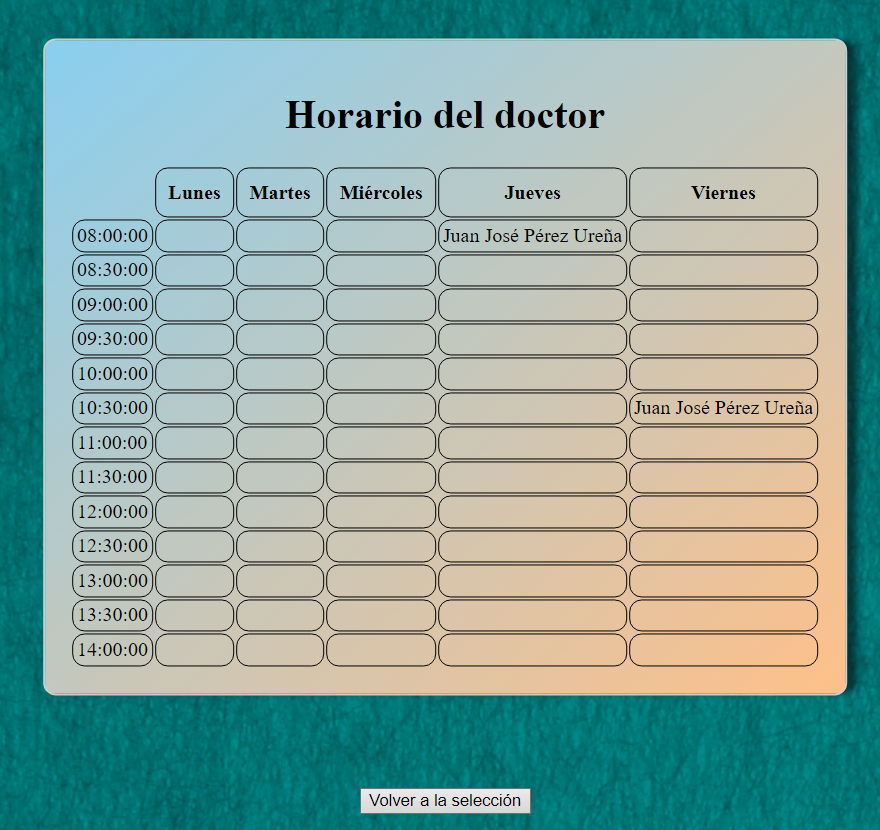 Horario del doctor
Lunes Martes Miércoles Jueves Viernes
08:00:00 Juan José Pérez Ureña
08:30:00
09:00:00
09:30:00
10:00:00
10:30:00 Juan José Pérez Ureña
11:00:00
11:30:00
12:00:00
12:30:00
13:00:00
13:30:00
14:00:00
Volver a la selección